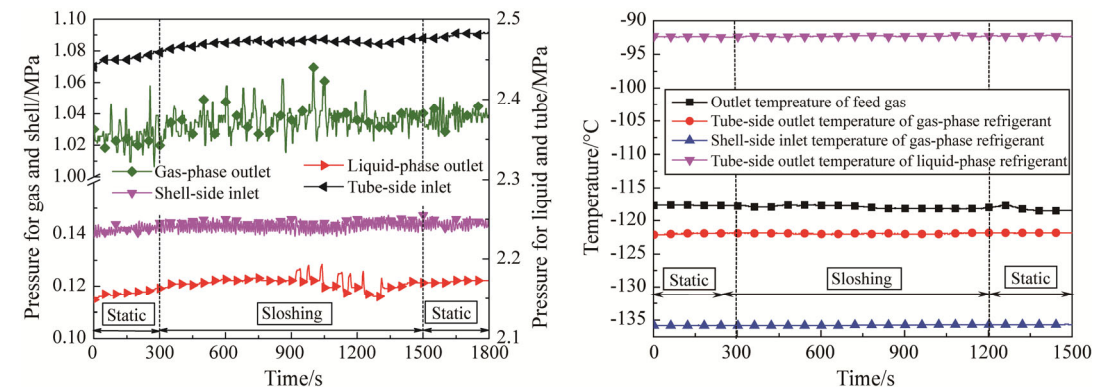 Pressure for gas and shell/MPa
1.10
1.08
1.06
1.04
1.02
1.00
0.14
0.12
0.10
Gas-phase outlet
Shell-side inlet
Liquid-phase outlet
Tube-side inlet
Static
Sloshing
Static
0 300 600 900 1200 1500 1800
Time/s
2.5
2.4
2.3
2.2
2.1
Pressure for liquid and tube/MPa
Temperature/°C
-90
-95
-100
-105
-110
-115
-120
-125
-130
-135
Outlet tempreature of feed gas
Tube-side outlet temperature of gas-phase refrigerant
Shell-side inlet temperature of gas-phase refrigerant
Tube-side outlet temperature of liquid-phase refrigerant
Static
Sloshing
Static
0 300 600 900 1200 1500
Time/s